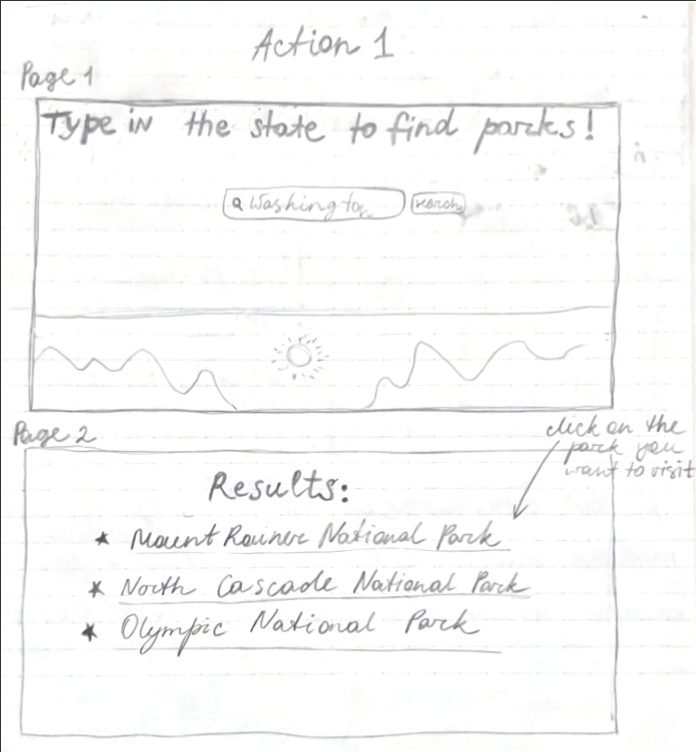 Action 1
Page 1
Type in the state to find parks!
Washingto
search
Page 2
click on the
park you
want to visit
Results:
Mount Rainier National Park
North Cascade National Park
Olympic National Park